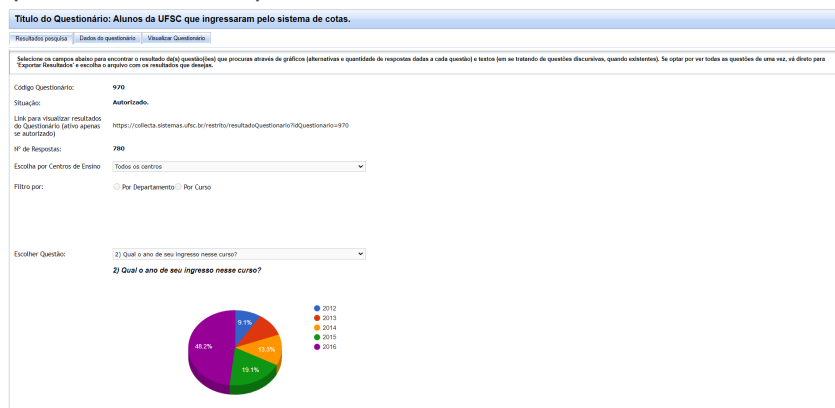 Título do Questionário: Alunos da UFSC que ingressaram pelo sistema de cotas.
Resultados pesquisa Dados do questionário Visualizar Questionário
Selecione os campos abaixo para encontrar o resultado da(s) questão(ões) que procuras através de gráficos (alternativas e quantidade de respostas dadas a cada questão) e textos (em se tratando de questões discursivas, quando existentes). Se optar por ver todas as questões de uma vez, vá direto para
'Exportar Resultados' e escolha o arquivo com os resultados que desejas.
Código Questionário: 970
Situação: Autorizado.
Link para visualizar resultados
do Questionário (ativo apenas
se autorizado)
https://collecta.sistemas.ufsc.br/restrito/resultadoQuestionario?idQuestionario=970
Nº de Respostas: 780
Escolha por Centros de Ensino Todos os centros
Filtro por: Por Departamento Por Curso
Escolher Questão: 2) Qual o ano de seu ingresso nesse curso?
2) Qual o ano de seu ingresso nesse curso?
2012
2013
2014
2015
2016
9.1%
48.2%
13.3%
19.1%